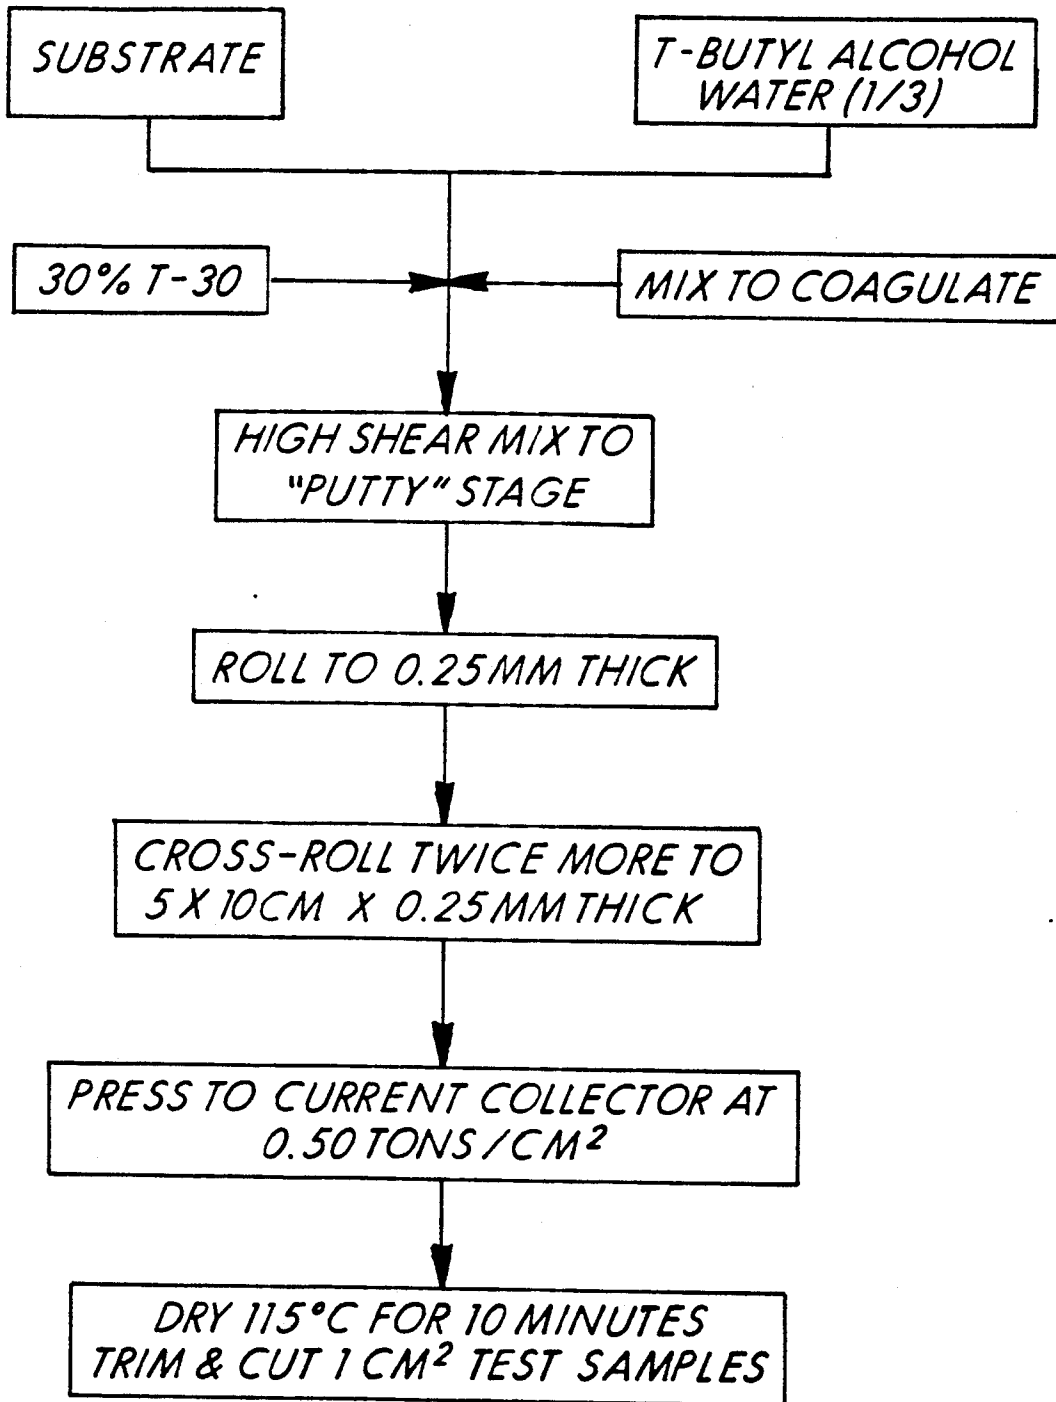 SUBSTRATE
T-BUTYL ALCOHOL
WATER (1/3)
30% T-30
MIX TO COAGULATE
HIGH SHEAR MIX TO
"PUTTY" STAGE
ROLL TO 0.25MM THICK
CROSS-ROLL TWICE MORE TO
5 X 10CM X 0.25MM THICK
PRESS TO CURRENT COLLECTOR AT
0.50 TONS/CM²
DRY 115°C FOR 10 MINUTES
TRIM & CUT 1 CM² TEST SAMPLES